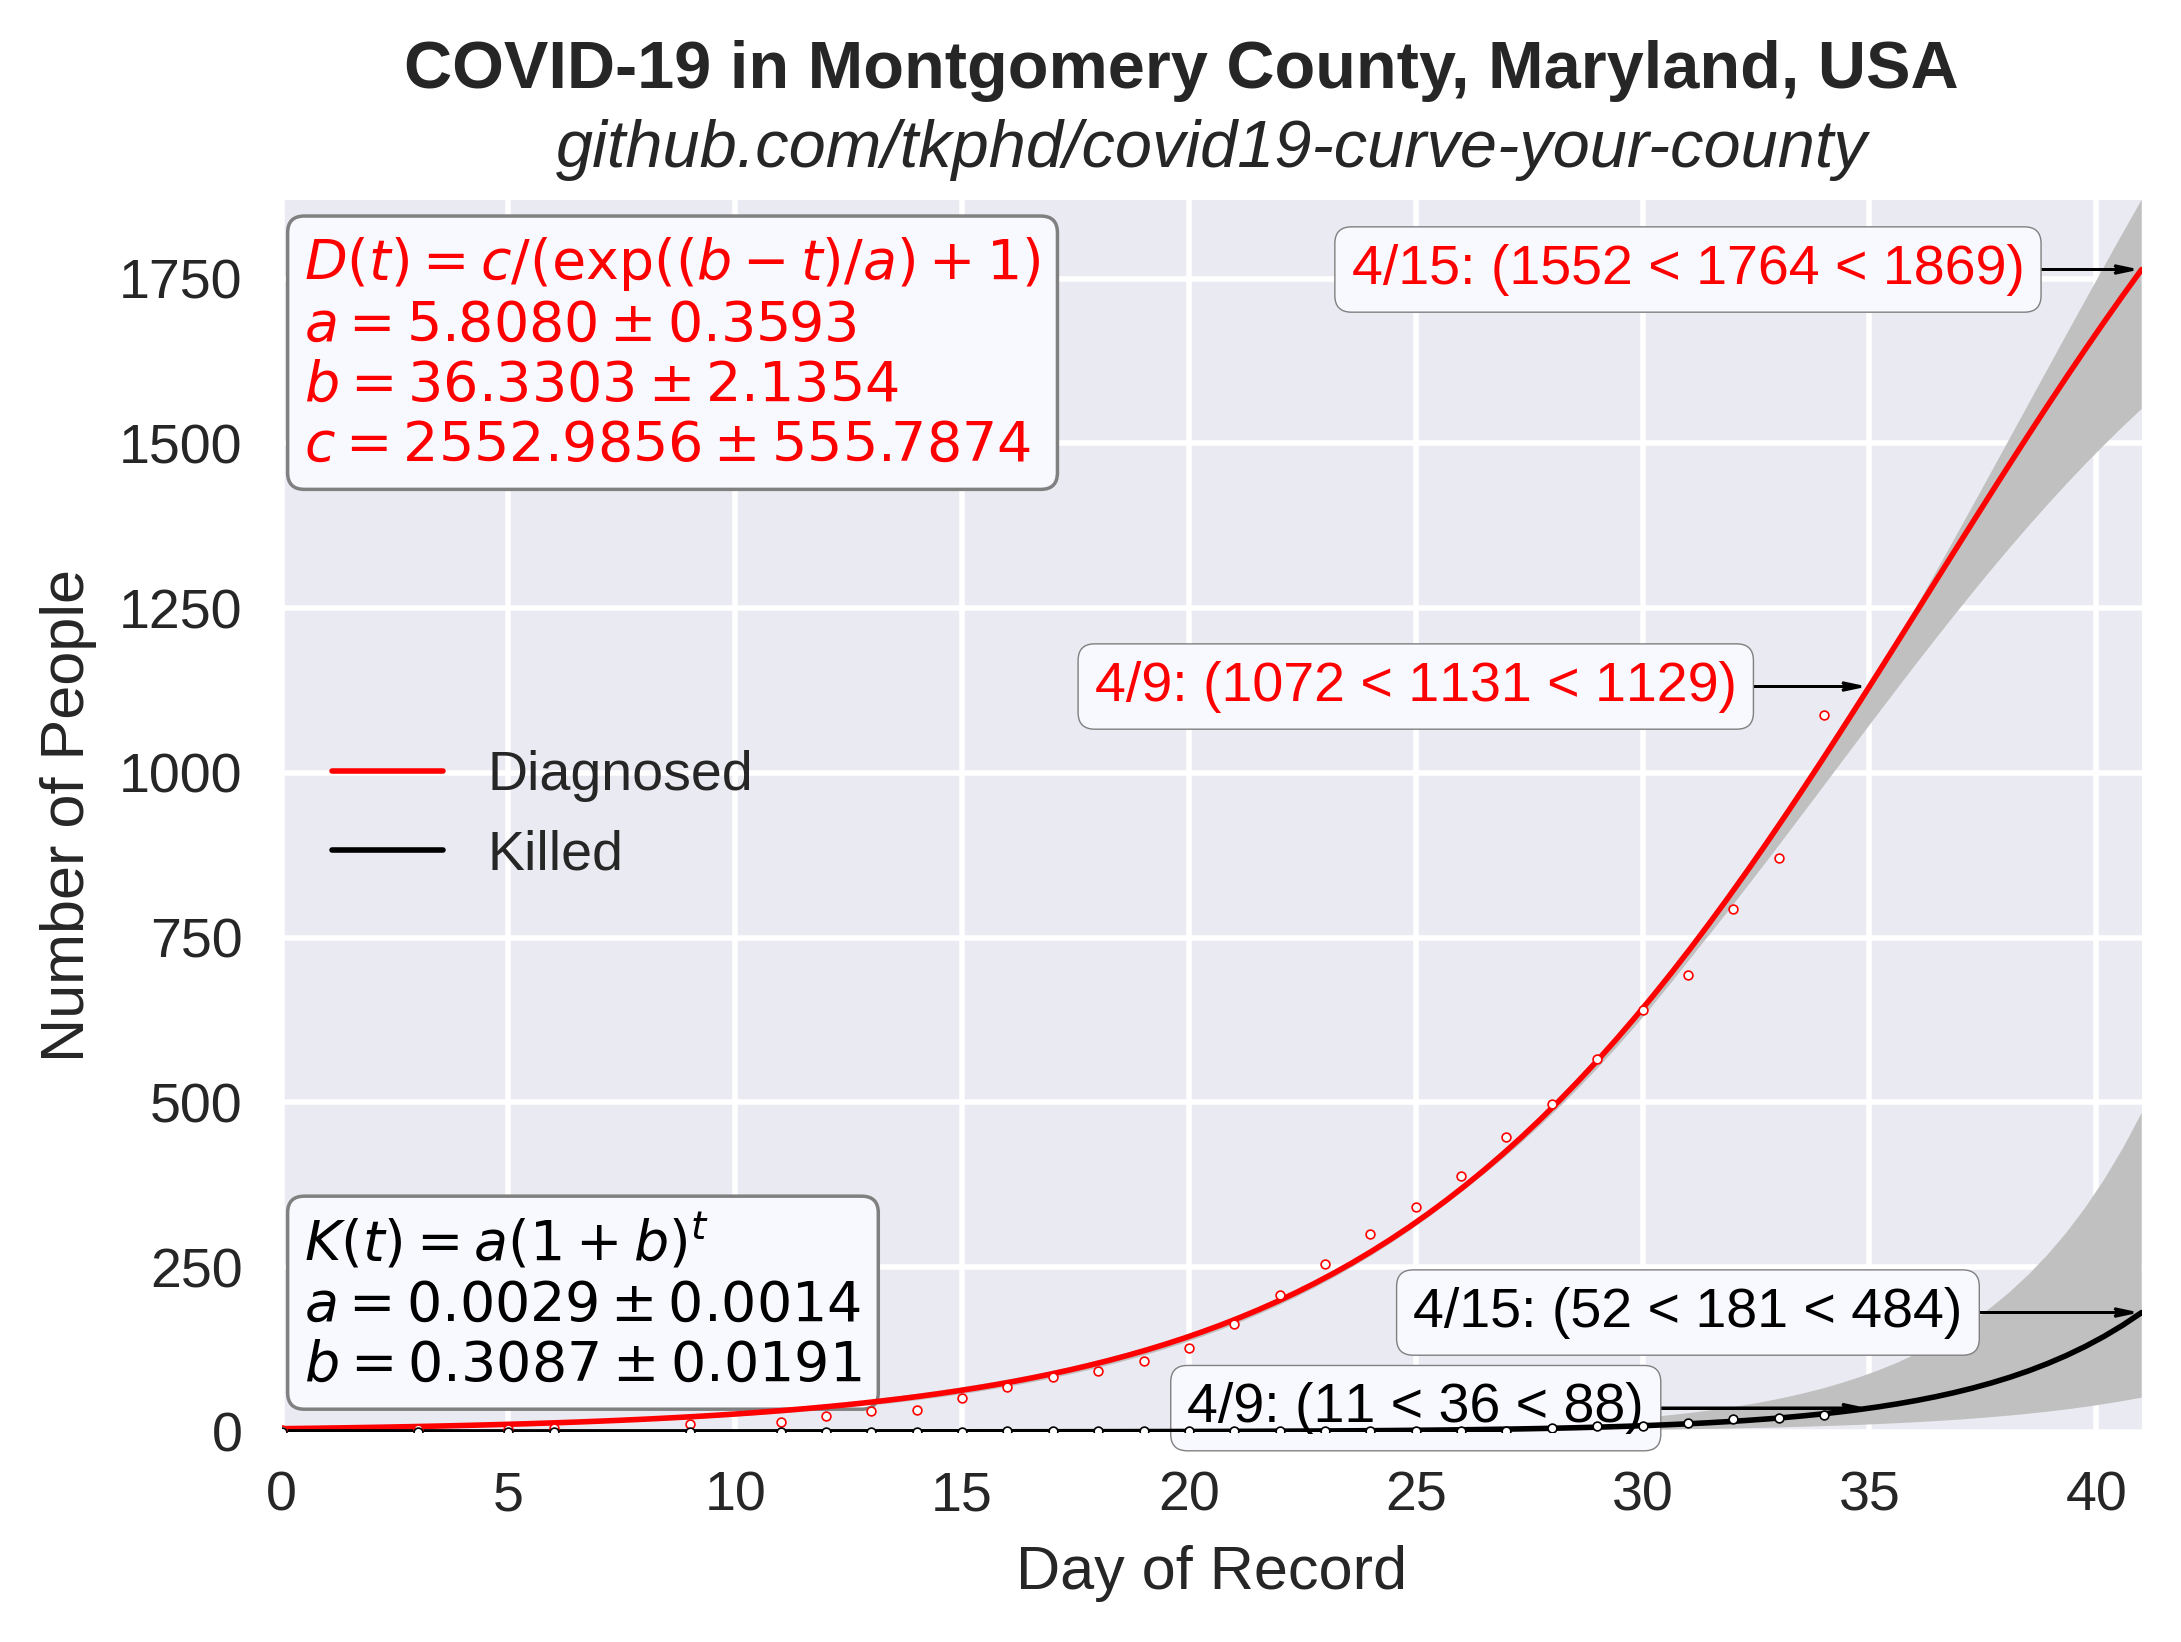 COVID-19 in Montgomery County, Maryland, USA
github.com/tkphd/covid19-curve-your-county
D(t) = c/(exp((b − t)/a) + 1)
a = 5.8080 ± 0.3593
b = 36.3303 ± 2.1354
c = 2552.9856 ± 555.7874
4/15: (1552 < 1764 < 1869)
4/9: (1072 < 1131 < 1129)
Diagnosed
Killed
K(t) = a(1 + b)^t
a = 0.0029 ± 0.0014
b = 0.3087 ± 0.0191
4/15: (52 < 181 < 484)
4/9: (11 < 36 < 88)
Number of People
1750
1500
1250
1000
750
500
250
0
0 5 10 15 20 25 30 35 40
Day of Record